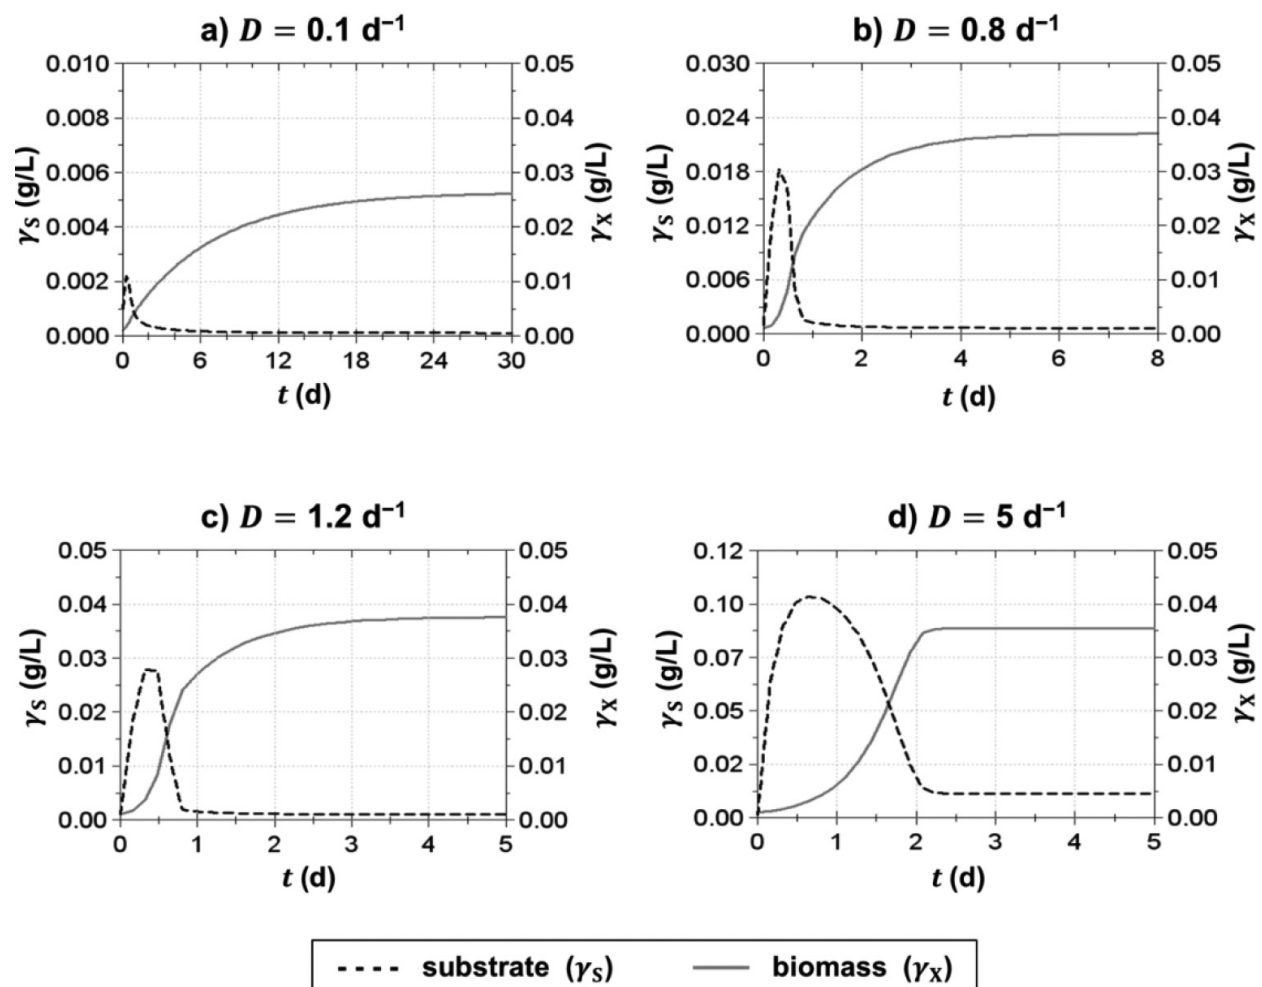 a) D = 0.1 d⁻¹
0.010
0.008
0.006
0.004
0.002
0.000
γS (g/L)
0.05
0.04
0.03
0.02
0.01
0.00
γX (g/L)
0 6 12 18 24 30
t (d)
b) D = 0.8 d⁻¹
0.030
0.024
0.018
0.012
0.006
0.000
γS (g/L)
0.05
0.04
0.03
0.02
0.01
0.00
γX (g/L)
0 2 4 6 8
t (d)
c) D = 1.2 d⁻¹
0.05
0.04
0.03
0.02
0.01
0.00
γS (g/L)
0.05
0.04
0.03
0.02
0.01
0.00
γX (g/L)
0 1 2 3 4 5
t (d)
d) D = 5 d⁻¹
0.12
0.10
0.07
0.05
0.02
0.00
γS (g/L)
0.05
0.04
0.03
0.02
0.01
0.00
γX (g/L)
0 1 2 3 4 5
t (d)
substrate (γS) biomass (γX)